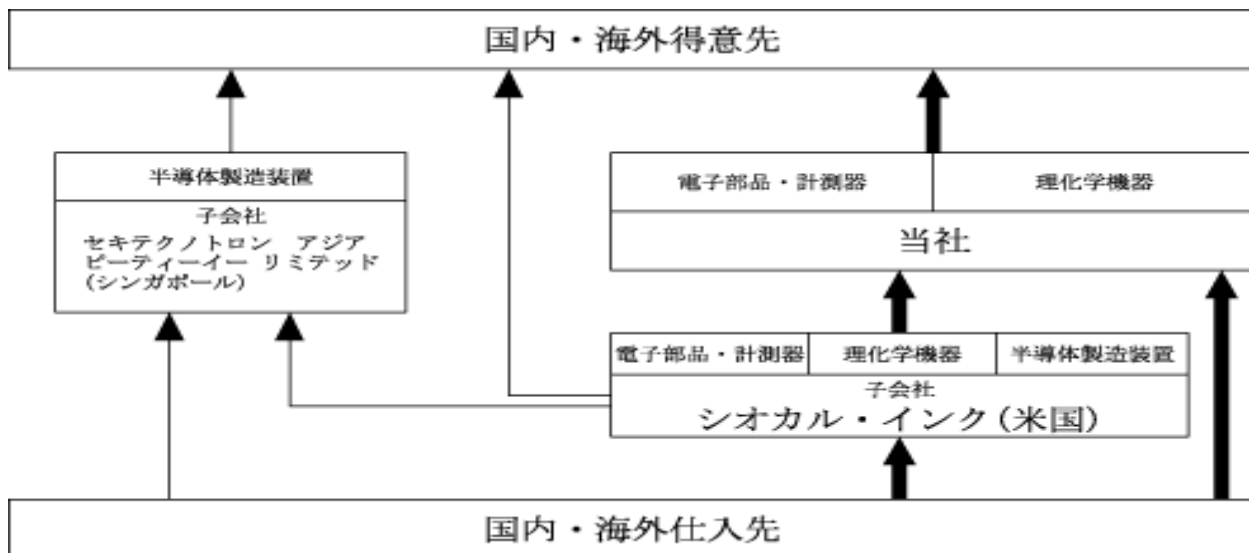 国内・海外得意先
半導体製造装置
子会社
セキテクノトロン　アジア
ピーティーイー リミテッド
(シンガポール)
電子部品・計測器
理化学機器
当社
電子部品・計測器
理化学機器
半導体製造装置
子会社
シオカル・インク(米国)
国内・海外仕入先